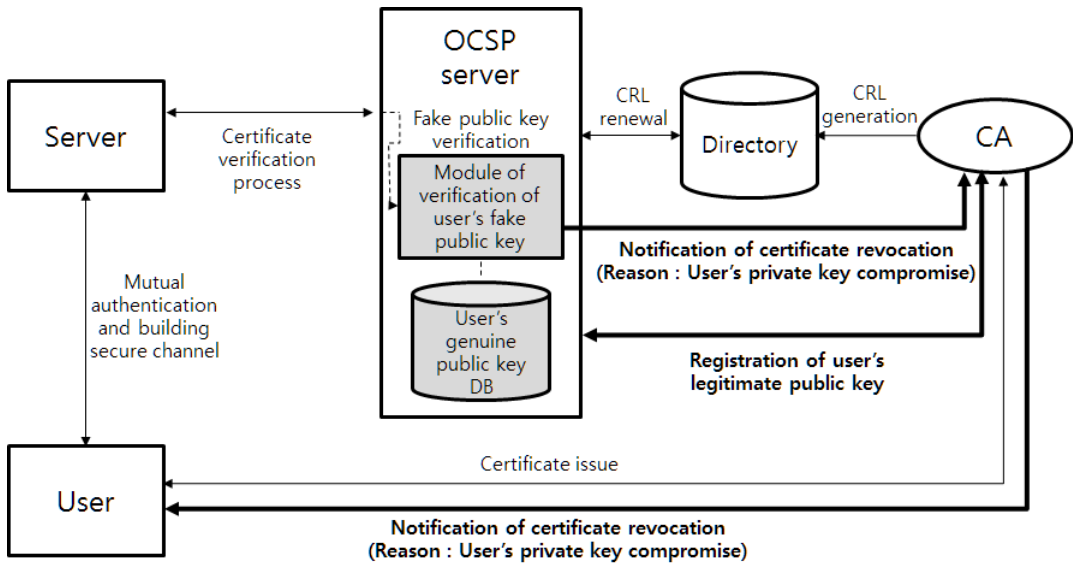 OCSP
server
Server
Certificate
verification
process
Fake public key
verification
Module of
verification of
user's fake
public key
User's
genuine
public key
DB
CRL
renewal
Directory
CRL
generation
CA
Notification of certificate revocation
(Reason : User's private key compromise)
Registration of user's
legitimate public key
Mutual
authentication
and building
secure channel
User
Certificate issue
Notification of certificate revocation
(Reason : User's private key compromise)